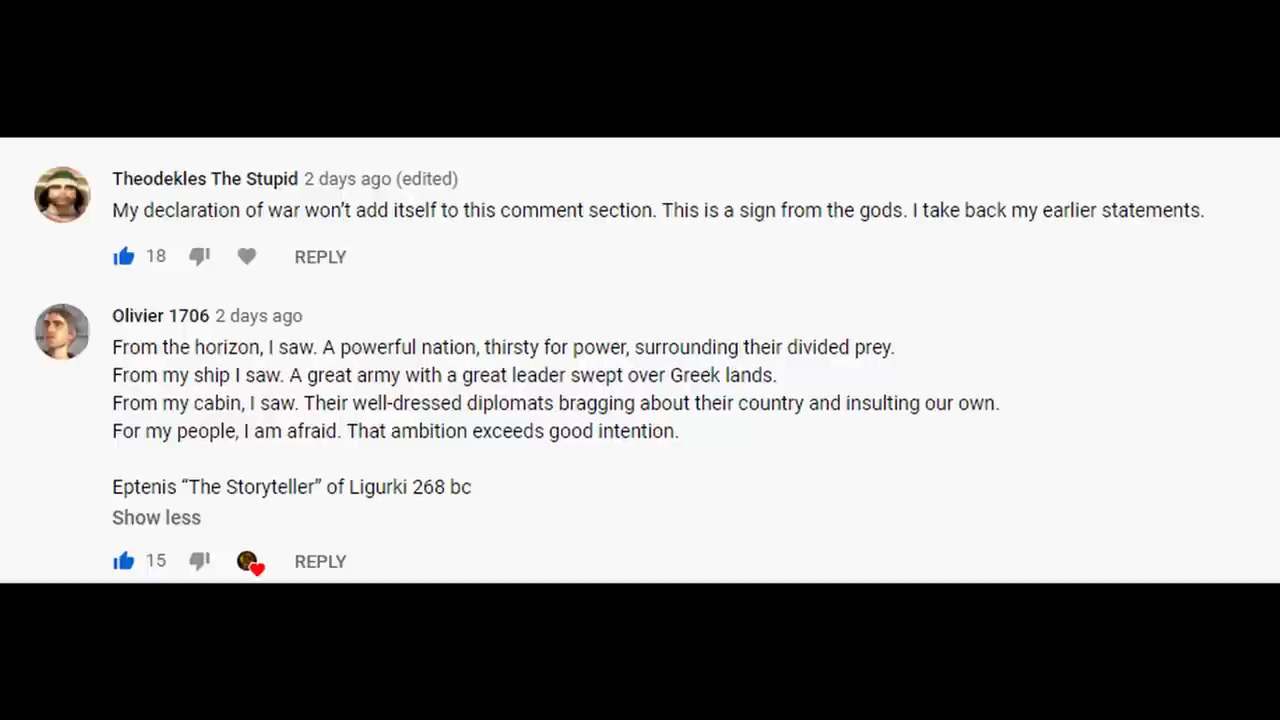 Theodekles The Stupid 2 days ago (edited)
My declaration of war won't add itself to this comment section. This is a sign from the gods. I take back my earlier statements.
18 REPLY
Olivier 1706 2 days ago
From the horizon, I saw. A powerful nation, thirsty for power, surrounding their divided prey.
From my ship I saw. A great army with a great leader swept over Greek lands.
From my cabin, I saw. Their well-dressed diplomats bragging about their country and insulting our own.
For my people, I am afraid. That ambition exceeds good intention.
Eptenis “The Storyteller” of Ligurki 268 bc
Show less
15 REPLY